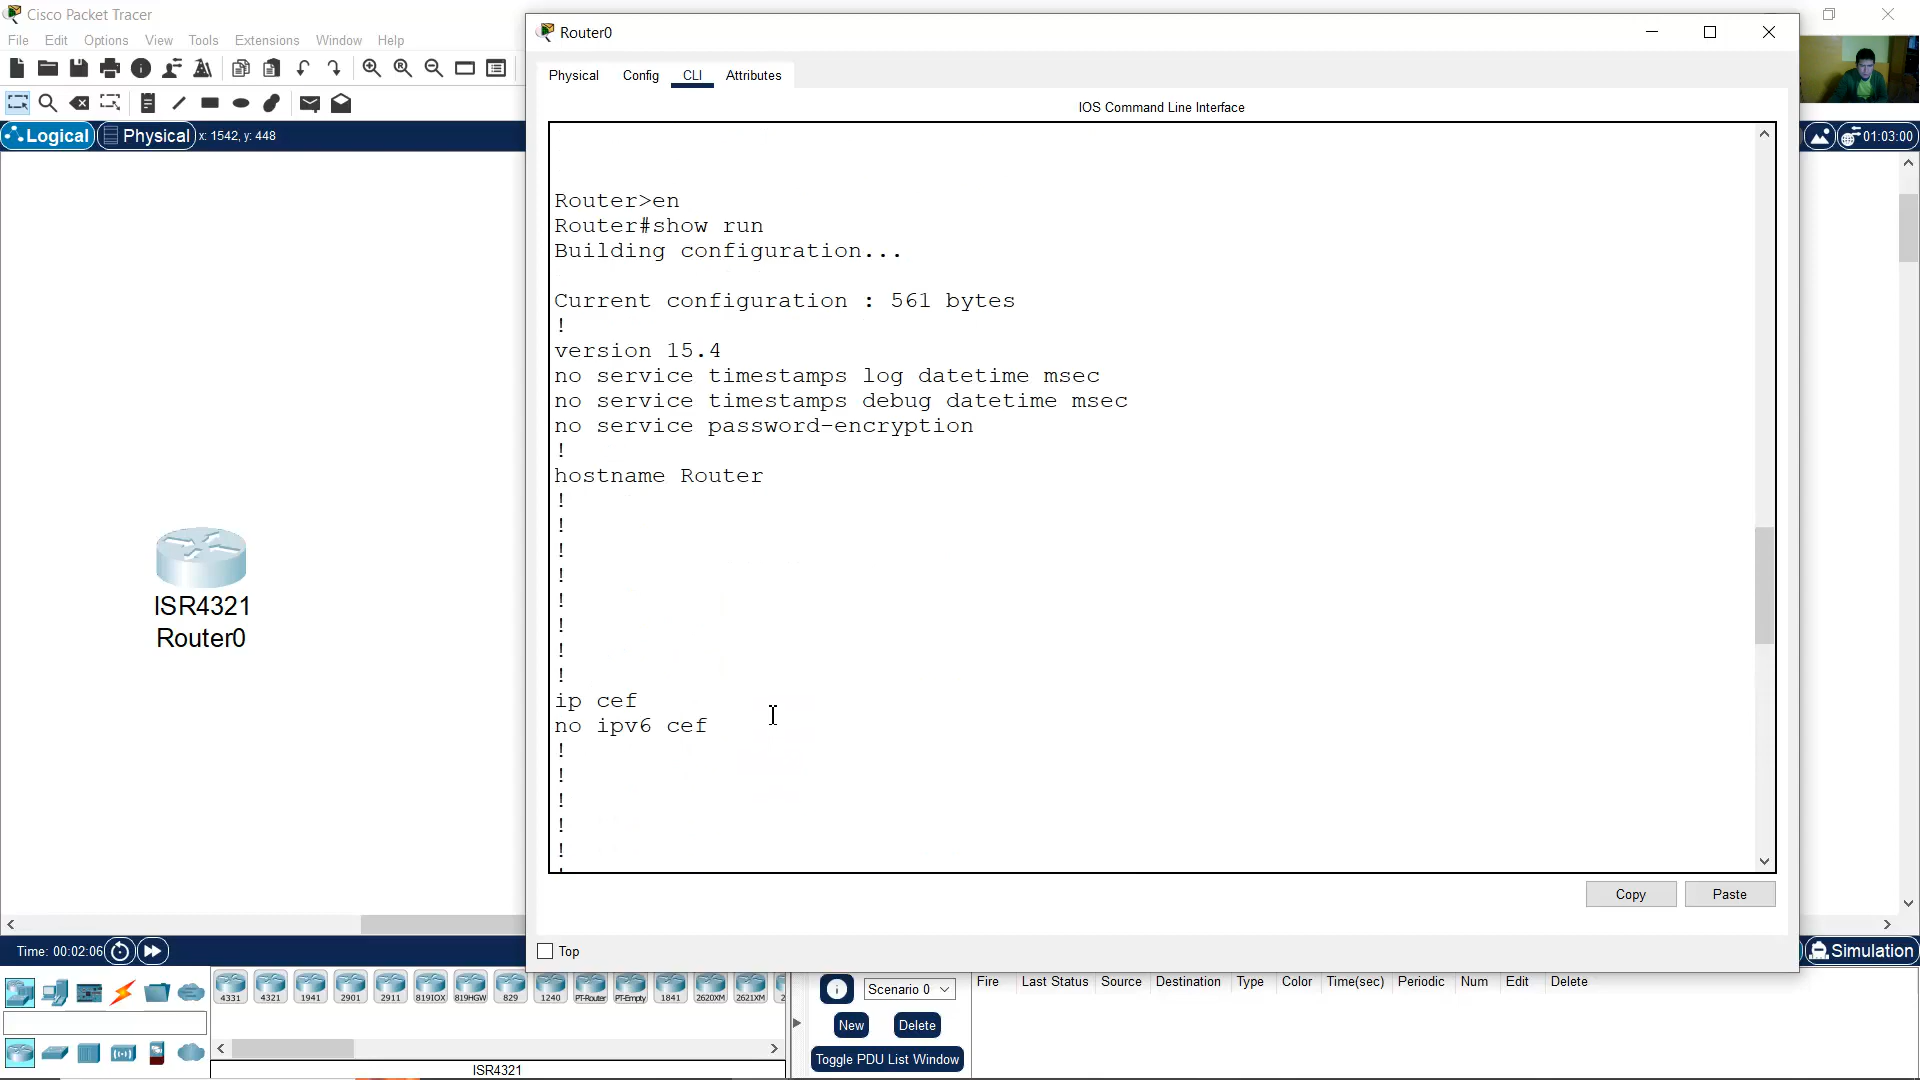 Cisco Packet Tracer
File Edit Options View Tools Extensions Window Help
Logical Physical x: 1542, y: 448
01:03:00
Router0
Physical Config CLI Attributes
IOS Command Line Interface
Router>en
Router#show run
Building configuration...
Current configuration : 561 bytes
!
version 15.4
no service timestamps log datetime msec
no service timestamps debug datetime msec
no service password-encryption
!
hostname Router
!
!
!
!
!
!
!
!
ip cef
no ipv6 cef
!
!
!
!
!
Copy Paste
Top
ISR4321
Router0
Time: 00:02:06
Simulation
4331 4321 1941 2901 2911 819IOX 819HGW 829 1240 PT-Router PT-Empty 1841 2620XM 2621XM 2
ISR4321
Scenario 0
New Delete
Toggle PDU List Window
Fire Last Status Source Destination Type Color Time(sec) Periodic Num Edit Delete